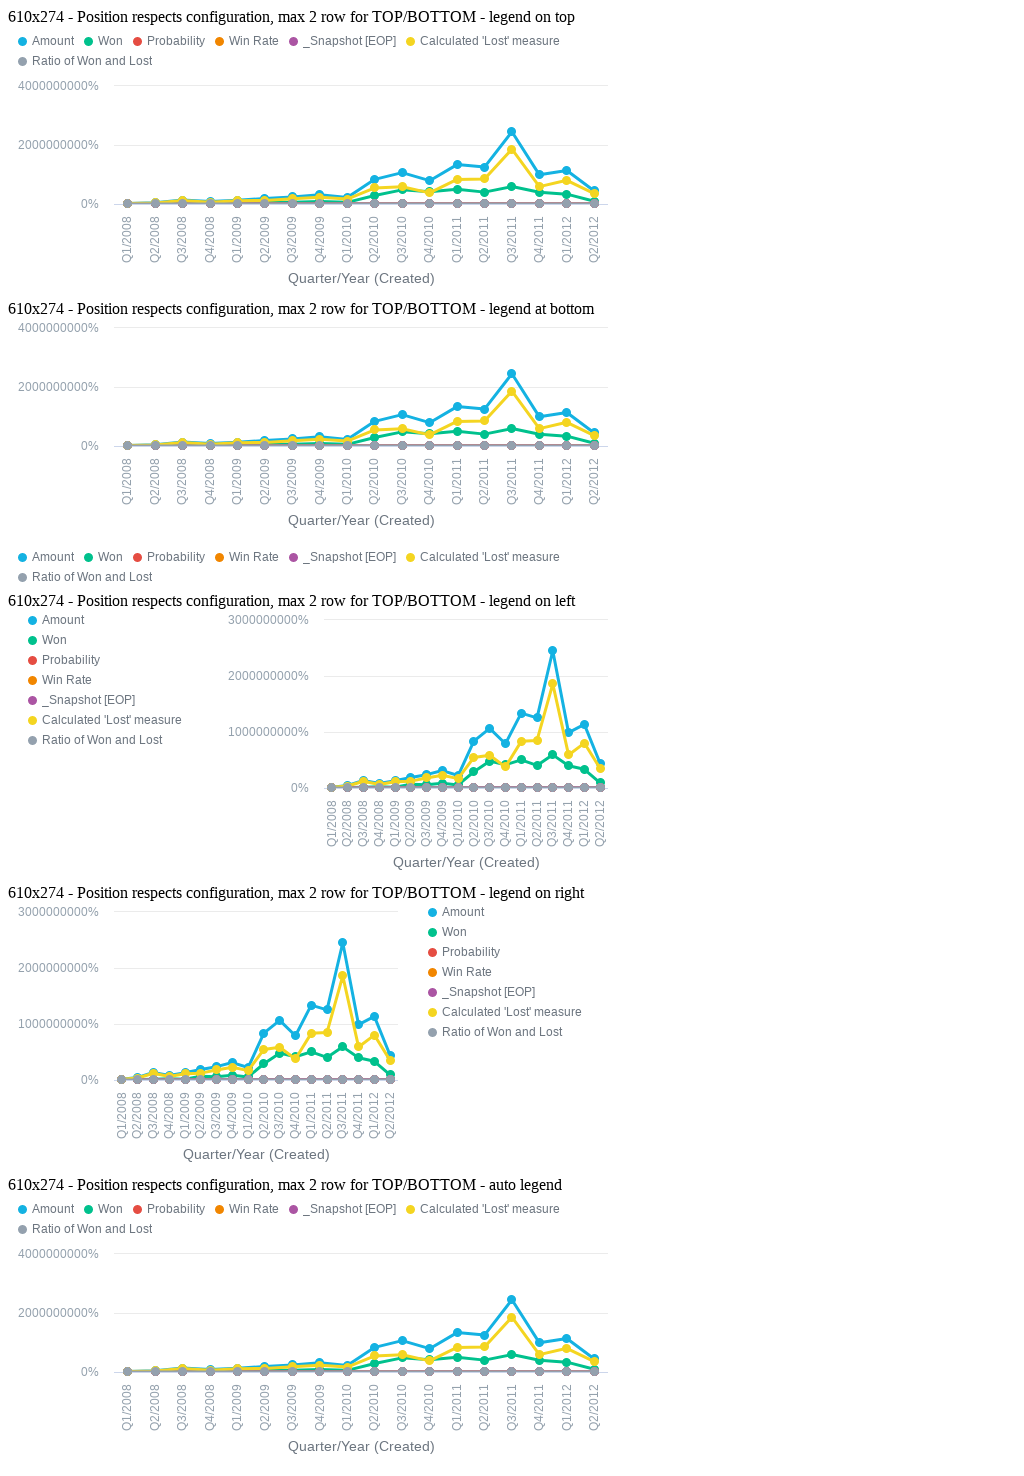 610x274 - Position respects configuration, max 2 row for TOP/BOTTOM - legend on top
Amount Won Probability Win Rate _Snapshot [EOP] Calculated 'Lost' measure
Ratio of Won and Lost
4000000000%
2000000000%
0%
Q1/2008 Q2/2008 Q3/2008 Q4/2008 Q1/2009 Q2/2009 Q3/2009 Q4/2009 Q1/2010 Q2/2010 Q3/2010 Q4/2010 Q1/2011 Q2/2011 Q3/2011 Q4/2011 Q1/2012 Q2/2012
Quarter/Year (Created)
610x274 - Position respects configuration, max 2 row for TOP/BOTTOM - legend at bottom
4000000000%
2000000000%
0%
Q1/2008 Q2/2008 Q3/2008 Q4/2008 Q1/2009 Q2/2009 Q3/2009 Q4/2009 Q1/2010 Q2/2010 Q3/2010 Q4/2010 Q1/2011 Q2/2011 Q3/2011 Q4/2011 Q1/2012 Q2/2012
Quarter/Year (Created)
Amount Won Probability Win Rate _Snapshot [EOP] Calculated 'Lost' measure
Ratio of Won and Lost
610x274 - Position respects configuration, max 2 row for TOP/BOTTOM - legend on left
Amount
Won
Probability
Win Rate
_Snapshot [EOP]
Calculated 'Lost' measure
Ratio of Won and Lost
3000000000%
2000000000%
1000000000%
0%
Q1/2008 Q2/2008 Q3/2008 Q4/2008 Q1/2009 Q2/2009 Q3/2009 Q4/2009 Q1/2010 Q2/2010 Q3/2010 Q4/2010 Q1/2011 Q2/2011 Q3/2011 Q4/2011 Q1/2012 Q2/2012
Quarter/Year (Created)
610x274 - Position respects configuration, max 2 row for TOP/BOTTOM - legend on right
3000000000%
2000000000%
1000000000%
0%
Q1/2008 Q2/2008 Q3/2008 Q4/2008 Q1/2009 Q2/2009 Q3/2009 Q4/2009 Q1/2010 Q2/2010 Q3/2010 Q4/2010 Q1/2011 Q2/2011 Q3/2011 Q4/2011 Q1/2012 Q2/2012
Quarter/Year (Created)
Amount
Won
Probability
Win Rate
_Snapshot [EOP]
Calculated 'Lost' measure
Ratio of Won and Lost
610x274 - Position respects configuration, max 2 row for TOP/BOTTOM - auto legend
Amount Won Probability Win Rate _Snapshot [EOP] Calculated 'Lost' measure
Ratio of Won and Lost
4000000000%
2000000000%
0%
Q1/2008 Q2/2008 Q3/2008 Q4/2008 Q1/2009 Q2/2009 Q3/2009 Q4/2009 Q1/2010 Q2/2010 Q3/2010 Q4/2010 Q1/2011 Q2/2011 Q3/2011 Q4/2011 Q1/2012 Q2/2012
Quarter/Year (Created)